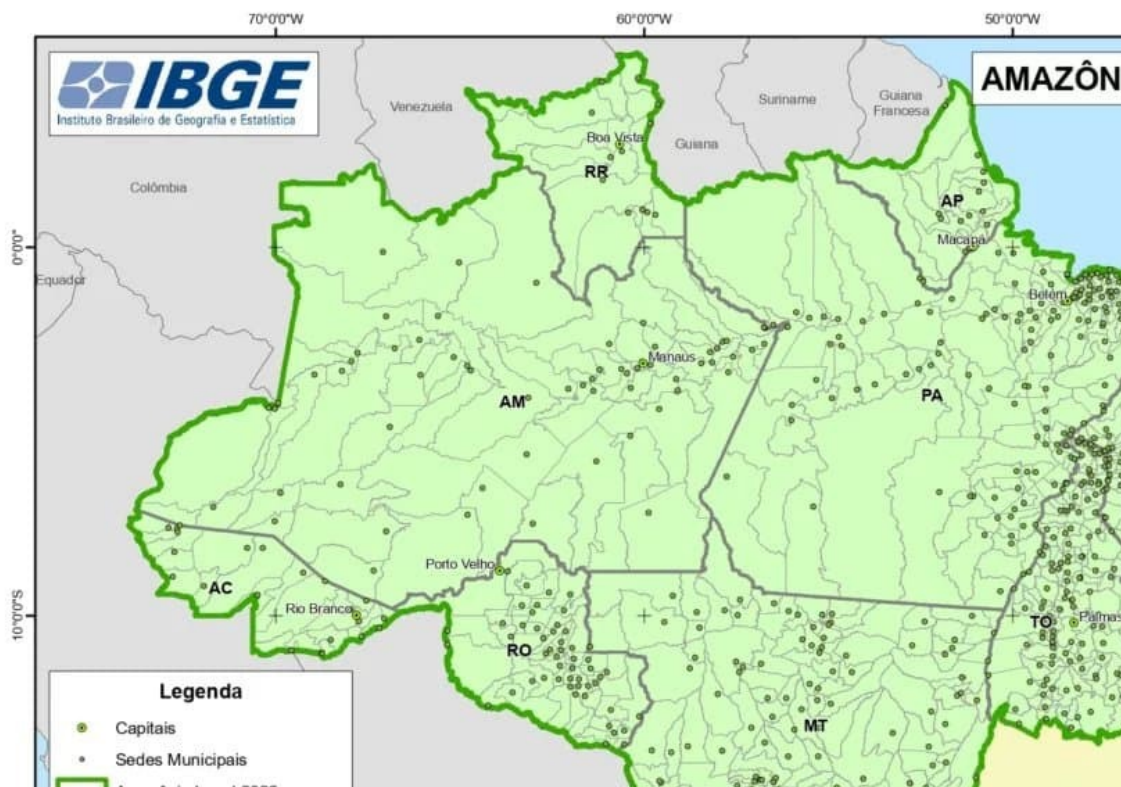 70°0'0"W
60°0'0"W
50°0'0"W
IBGE
Instituto Brasileiro de Geografia e Estatística
AMAZÔN
Venezuela
Suriname
Guiana
Francesa
Guiana
Colômbia
Boa Vista
RR
AP
Macapá
0°0'0"
Equador
Belém
Manaus
AM
PA
Porto Velho
AC
Rio Branco
10°0'0"S
RO
TO
Palmas
MT
Legenda
Capitais
Sedes Municipais